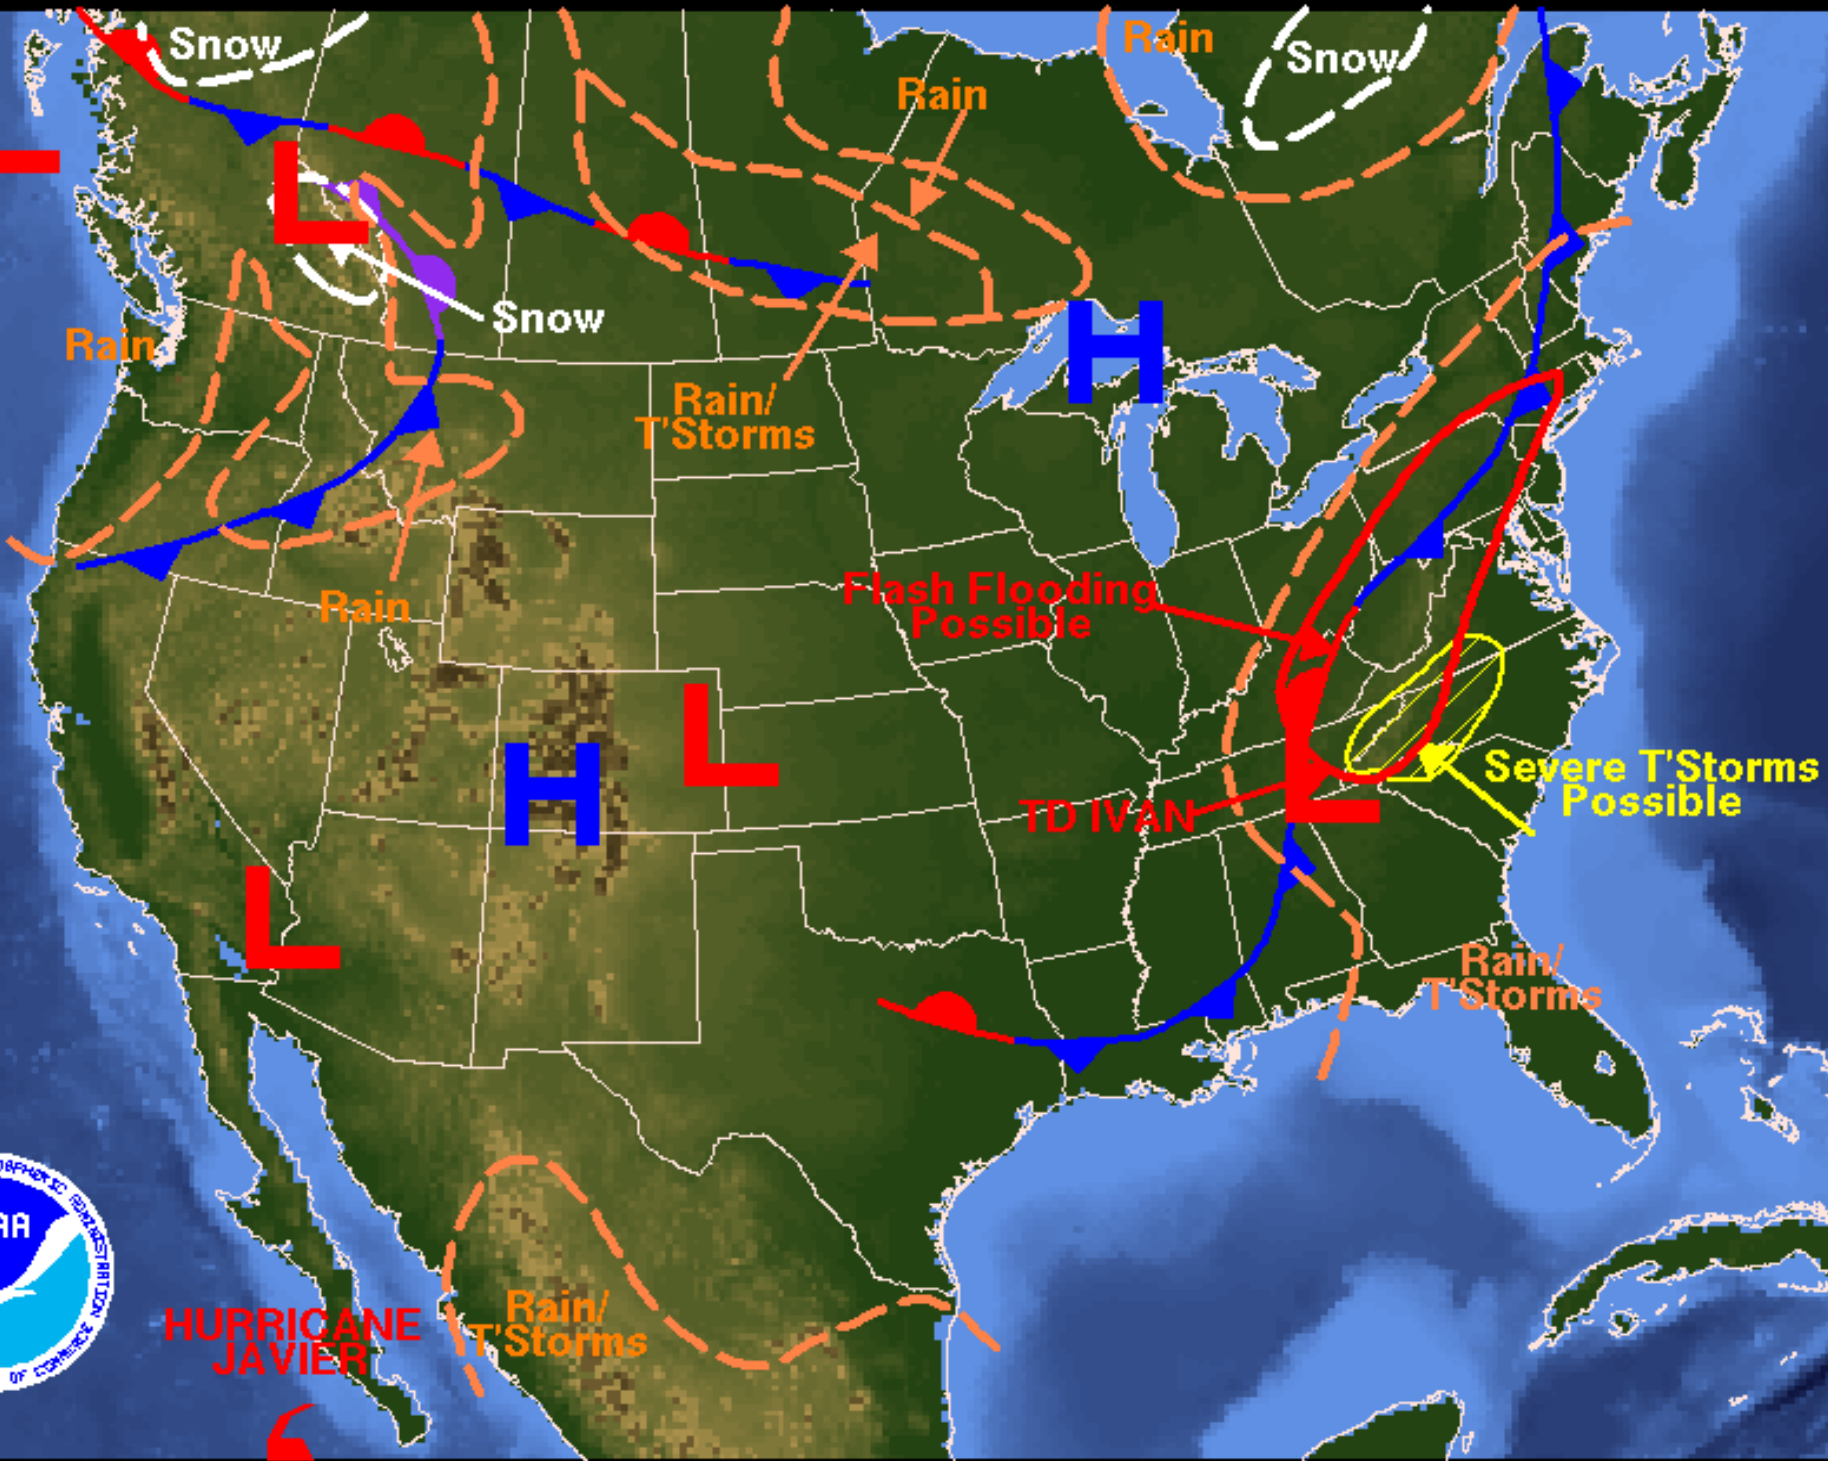 Snow
Rain
Snow
Rain
Snow
Rain
Rain/
T'Storms
Rain
Flash Flooding
Possible
L
H
L
H
L
L
TD IVAN
Severe T'Storms
Possible
Rain/
T'Storms
Rain/
T'Storms
HURRICANE
JAVIER